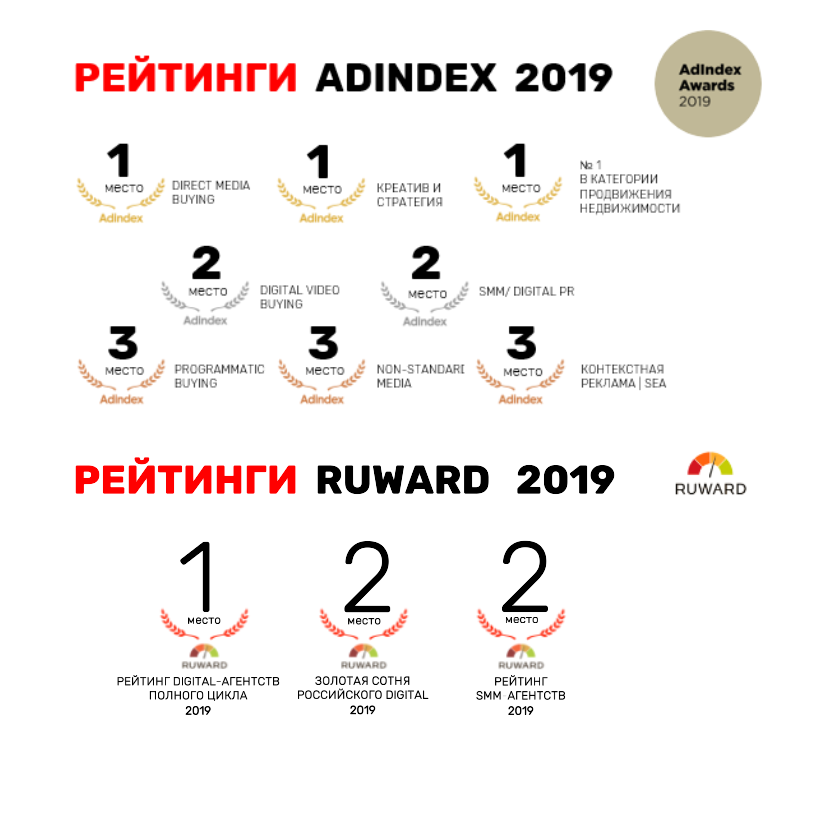 РЕЙТИНГИ ADINDEX 2019
AdIndex
Awards
2019
1
место
AdIndex
DIRECT MEDIA
BUYING
1
место
AdIndex
КРЕАТИВ И
СТРАТЕГИЯ
1
место
AdIndex
№ 1
В КАТЕГОРИИ
ПРОДВИЖЕНИЯ
НЕДВИЖИМОСТИ
2
место
AdIndex
DIGITAL VIDEO
BUYING
2
место
AdIndex
SMM/ DIGITAL PR
3
место
AdIndex
PROGRAMMATIC
BUYING
3
место
AdIndex
NON-STANDARD
MEDIA
3
место
AdIndex
КОНТЕКСТНАЯ
РЕКЛАМА | SEA
РЕЙТИНГИ RUWARD 2019
RUWARD
1
место
RUWARD
РЕЙТИНГ DIGITAL-АГЕНТСТВ
ПОЛНОГО ЦИКЛА
2019
2
место
RUWARD
ЗОЛОТАЯ СОТНЯ
РОССИЙСКОГО DIGITAL
2019
2
место
RUWARD
РЕЙТИНГ
SMM АГЕНТСТВ
2019